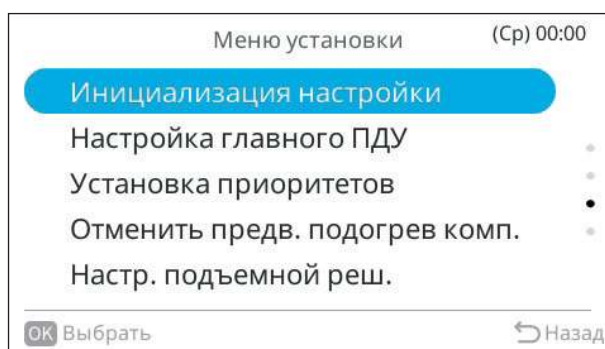 Меню установки (Ср) 00:00
Инициализация настройки
Настройка главного ПДУ
Установка приоритетов
Отменить предв. подогрев комп.
Настр. подъемной реш.
OK Выбрать Назад